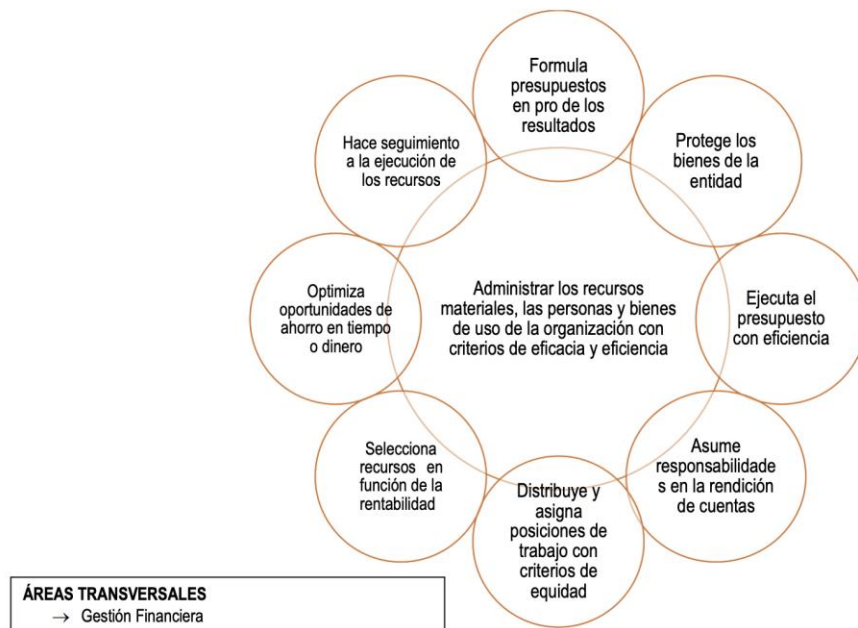 Formula
presupuestos
en pro de los
resultados
Protege los
bienes de la
entidad
Ejecuta el
presupuesto
con eficiencia
Asume
responsabilidade
s en la rendición
de cuentas
Distribuye y
asigna
posiciones de
trabajo con
criterios de
equidad
Selecciona
recursos en
función de la
rentabilidad
Optimiza
oportunidades de
ahorro en tiempo
o dinero
Hace seguimiento
a la ejecución de
los recursos
Administrar los recursos
materiales, las personas y bienes
de uso de la organización con
criterios de eficacia y eficiencia
ÁREAS TRANSVERSALES
→ Gestión Financiera